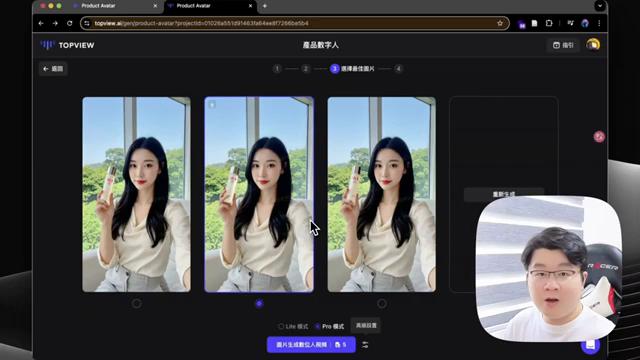 Product Avatar
Product Avatar
topview.ai/gen/product-avatar?projectId=01026a551d91463fa64ee8f7266ba5b4
TOPVIEW
產品數字人
指引
返回
1
2
3 選擇最佳圖片
4
重新生成
Lite 模式
Pro 模式
高級設置
圖片生成數位人視頻 5